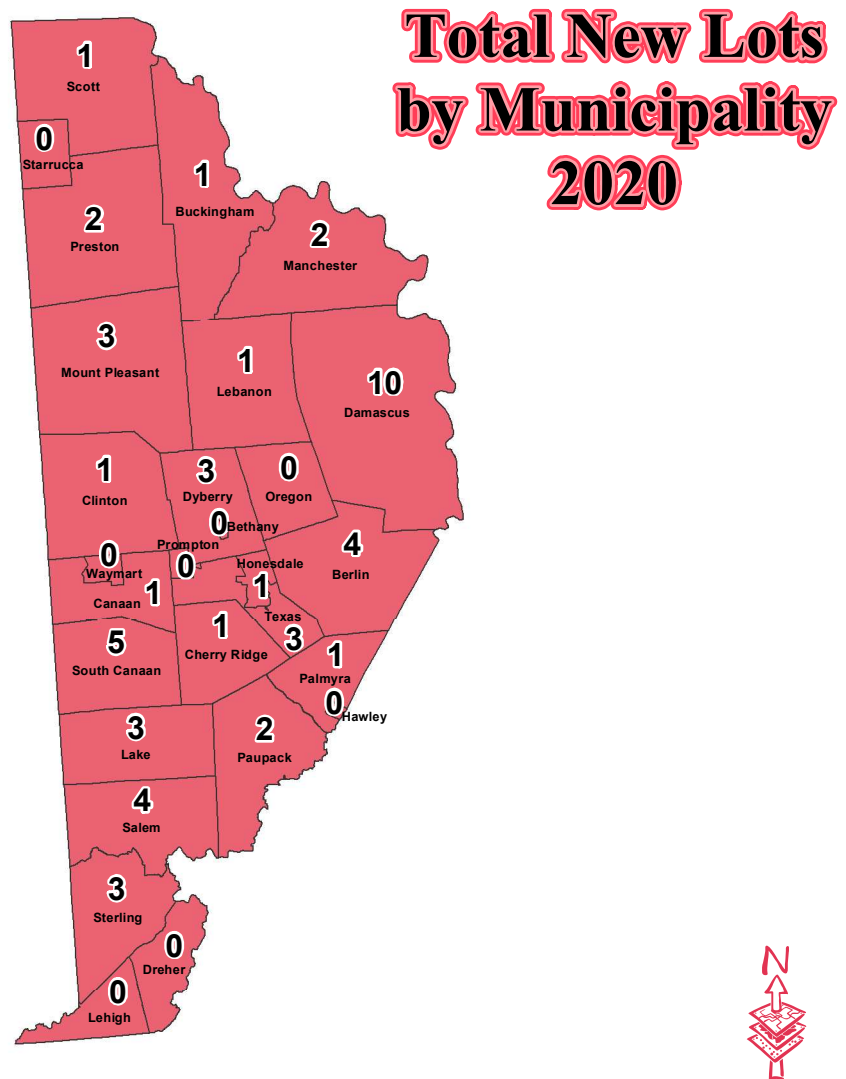 Total New Lots
by Municipality
2020
1
Scott
0
Starrucca
1
Buckingham
2
Preston
2
Manchester
3
Mount Pleasant
1
Lebanon
10
Damascus
1
Clinton
3
Dyberry
0
Oregon
0 Bethany
Prompton
0
4
Berlin
0
Waymart
Honesdale
1
Canaan 1
Texas
3
5
South Canaan
1
Cherry Ridge
1
Palmyra
0
Hawley
3
Lake
2
Paupack
4
Salem
3
Sterling
0
Dreher
0
Lehigh
N